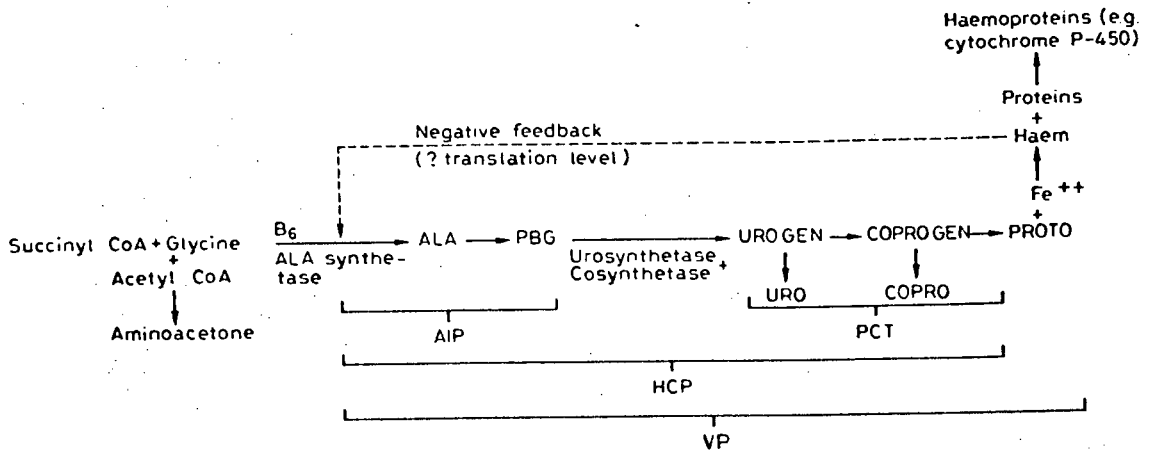 Haemoproteins (e.g.
cytochrome P-450)
Proteins
+
Haem
Negative feedback
(? translation level)
Fe ++
+
Succinyl CoA + Glycine
+
Acetyl CoA
Aminoacetone
B6
ALA synthe-
tase
ALA
PBG
Urosynthetase +
Cosynthetase
UROGEN
COPROGEN
PROTO
URO
COPRO
AIP
PCT
HCP
VP